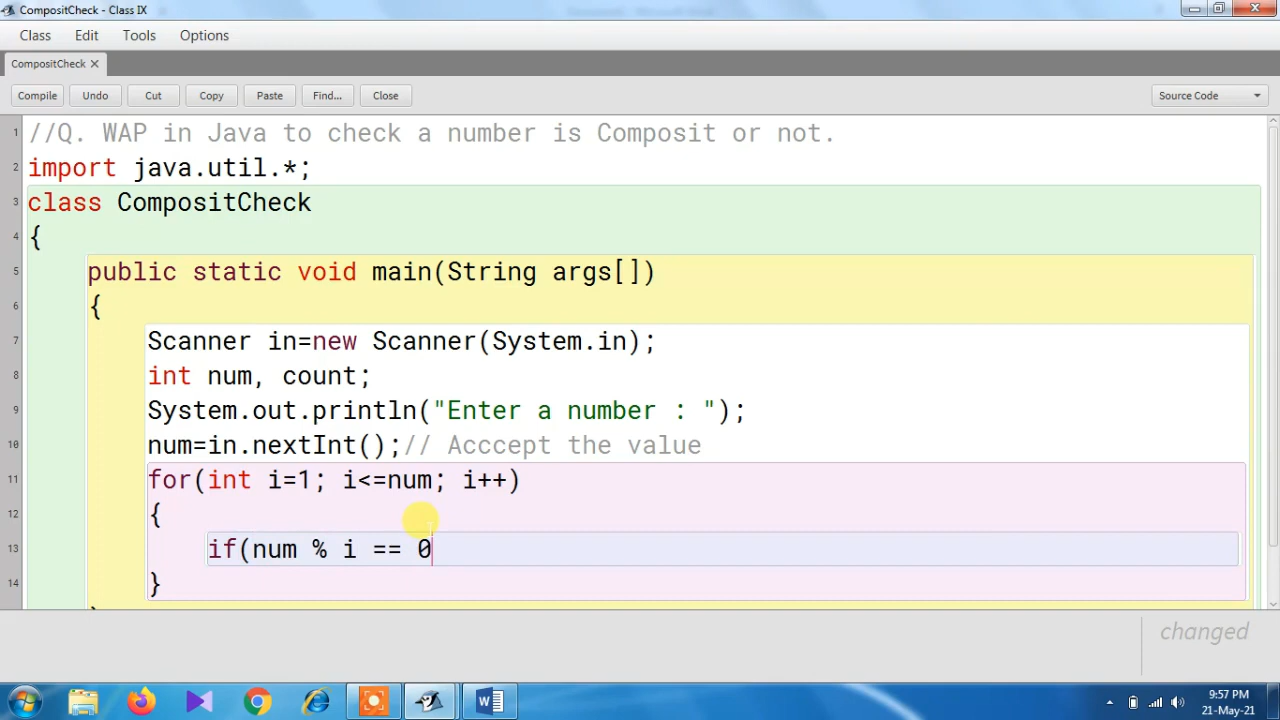 CompositCheck - Class IX
Class Edit Tools Options
CompositCheck ×
Compile Undo Cut Copy Paste Find... Close Source Code
1 //Q. WAP in Java to check a number is Composit or not.
2 import java.util.*;
3 class CompositCheck
4 {
5 public static void main(String args[])
6 {
7 Scanner in=new Scanner(System.in);
8 int num, count;
9 System.out.println("Enter a number : ");
10 num=in.nextInt();// Acccept the value
11 for(int i=1; i<=num; i++)
12 {
13 if(num % i == 0
14 }
changed
9:57 PM
21-May-21